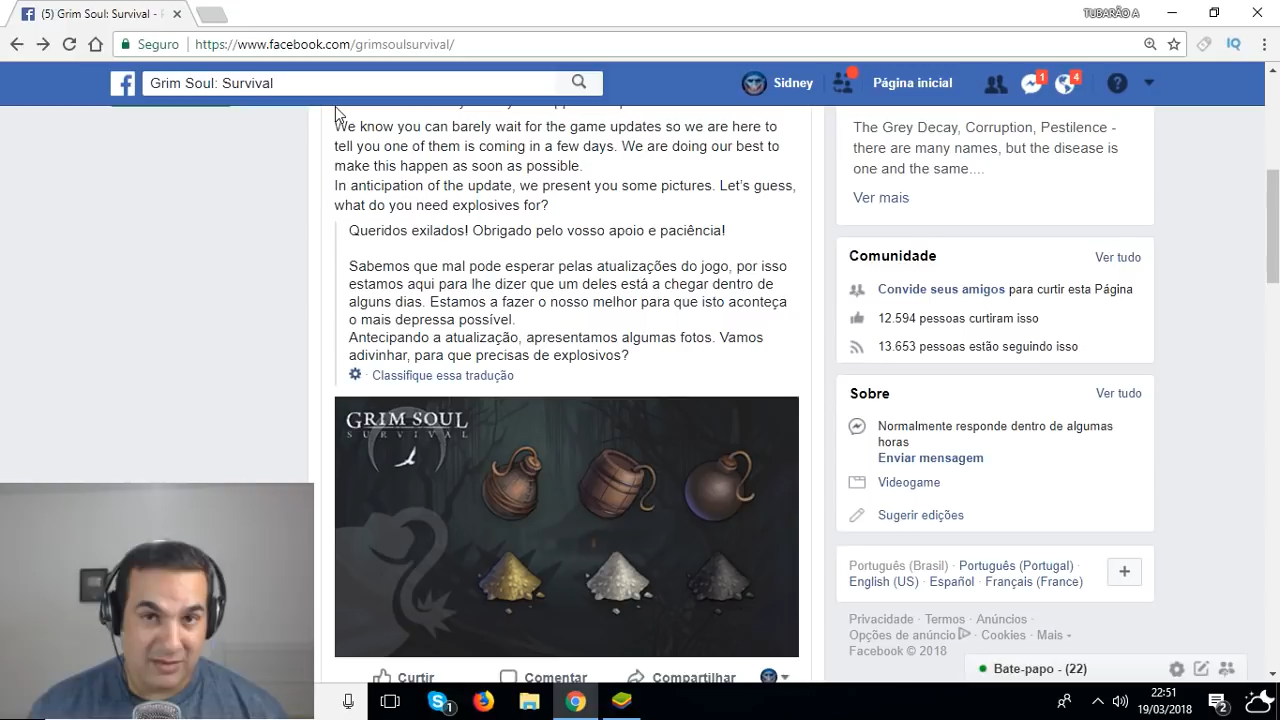 (5) Grim Soul: Survival -
TUBARÃO A
Seguro
https://www.facebook.com/grimsoulsurvival/
f
Grim Soul: Survival
Sidney
Página inicial
1
4
We know you can barely wait for the game updates so we are here to
tell you one of them is coming in a few days. We are doing our best to
make this happen as soon as possible.
In anticipation of the update, we present you some pictures. Let's guess,
what do you need explosives for?
Queridos exilados! Obrigado pelo vosso apoio e paciência!
Sabemos que mal pode esperar pelas atualizações do jogo, por isso
estamos aqui para lhe dizer que um deles está a chegar dentro de
alguns dias. Estamos a fazer o nosso melhor para que isto aconteça
o mais depressa possível.
Antecipando a atualização, apresentamos algumas fotos. Vamos
adivinhar, para que precisas de explosivos?
· Classifique essa tradução
GRIM SOUL
SURVIVAL
Curtir
Comentar
Compartilhar
The Grey Decay, Corruption, Pestilence -
there are many names, but the disease is
one and the same....
Ver mais
Comunidade
Ver tudo
Convide seus amigos para curtir esta Página
12.594 pessoas curtiram isso
13.653 pessoas estão seguindo isso
Sobre
Ver tudo
Normalmente responde dentro de algumas
horas
Enviar mensagem
Videogame
Sugerir edições
Português (Brasil) · Português (Portugal) ·
English (US) · Español · Français (France)
Privacidade · Termos · Anúncios ·
Opções de anúncio · Cookies · Mais
Facebook © 2018
Bate-papo - (22)
1
22:51
19/03/2018
2